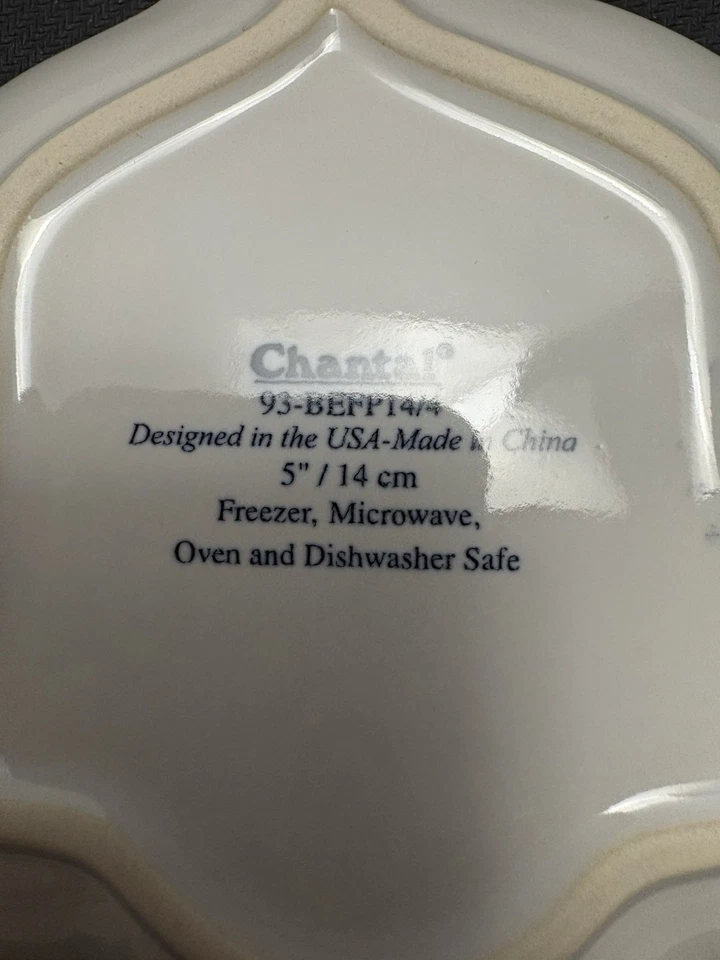 Chantal®
93-BEFP14/4
Designed in the USA-Made in China
5" / 14 cm
Freezer, Microwave,
Oven and Dishwasher Safe